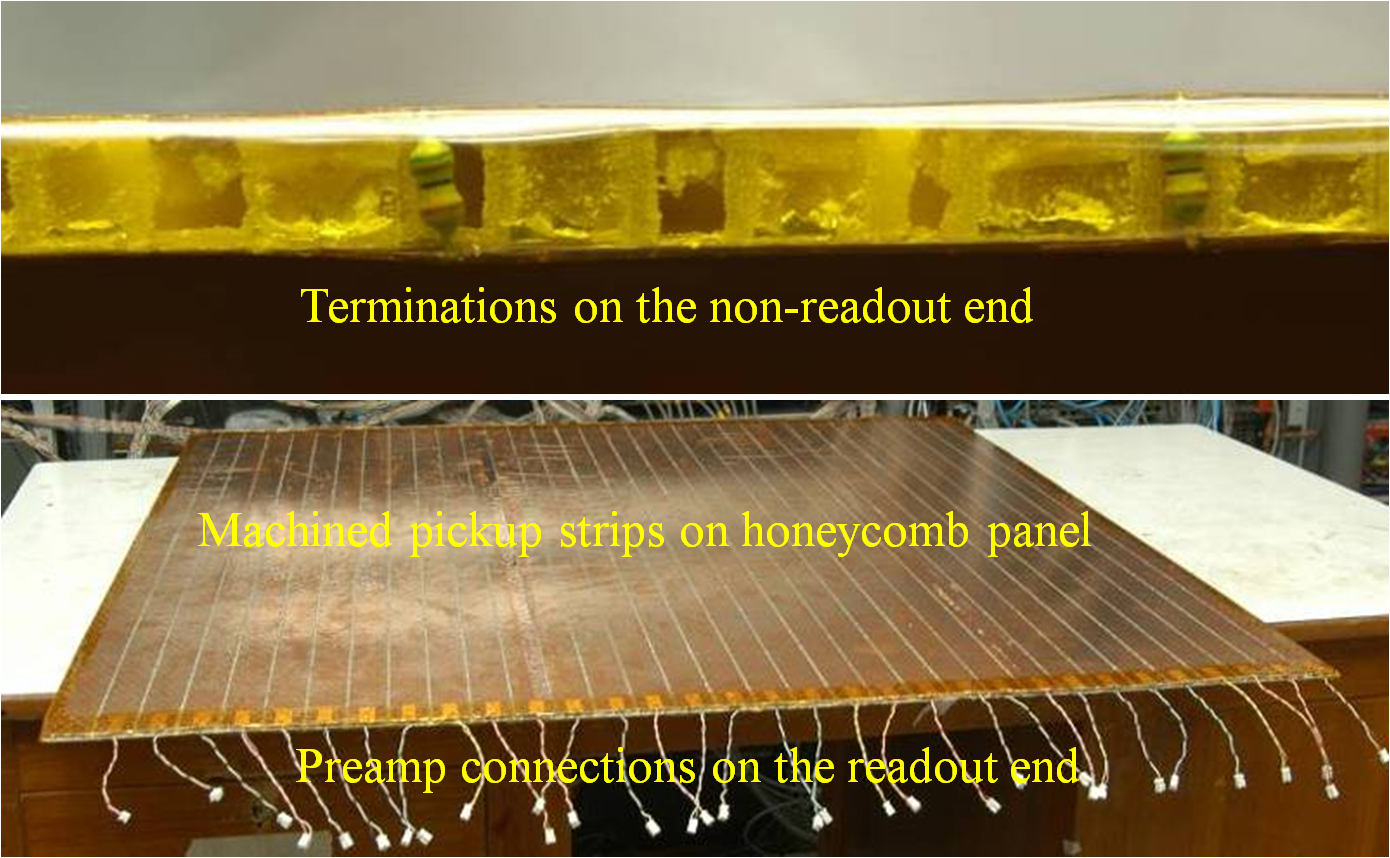 Terminations on the non-readout end
Machined pickup strips on honeycomb panel
Preamp connections on the readout end